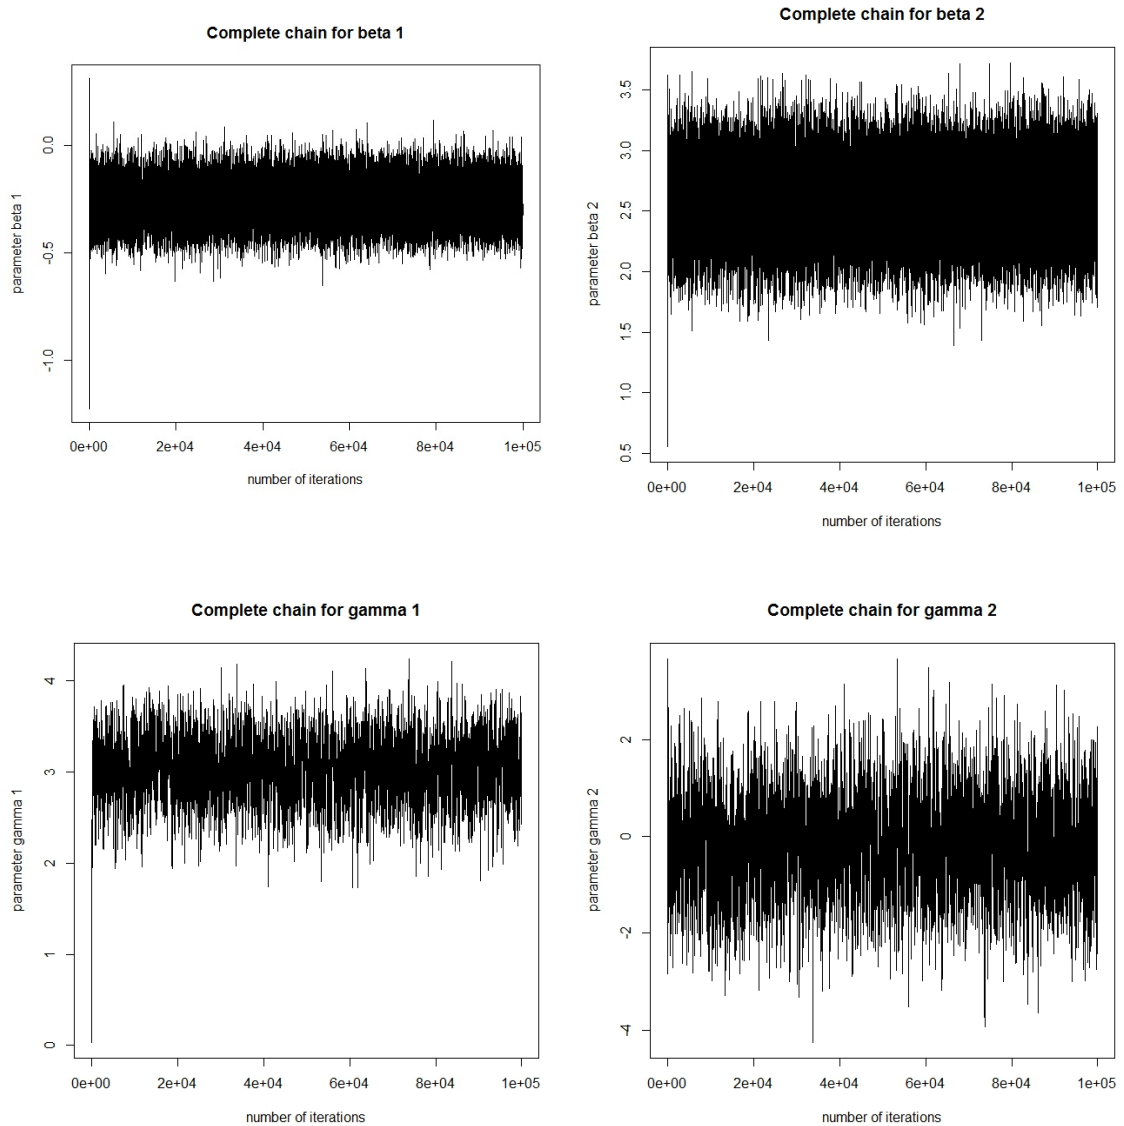 Complete chain for beta 1
parameter beta 1
0.0
-0.5
-1.0
0e+00 2e+04 4e+04 6e+04 8e+04 1e+05
number of iterations
Complete chain for beta 2
parameter beta 2
3.5
3.0
2.5
2.0
1.5
1.0
0.5
0e+00 2e+04 4e+04 6e+04 8e+04 1e+05
number of iterations
Complete chain for gamma 1
parameter gamma 1
4
3
2
1
0
0e+00 2e+04 4e+04 6e+04 8e+04 1e+05
number of iterations
Complete chain for gamma 2
parameter gamma 2
2
0
-2
-4
0e+00 2e+04 4e+04 6e+04 8e+04 1e+05
number of iterations